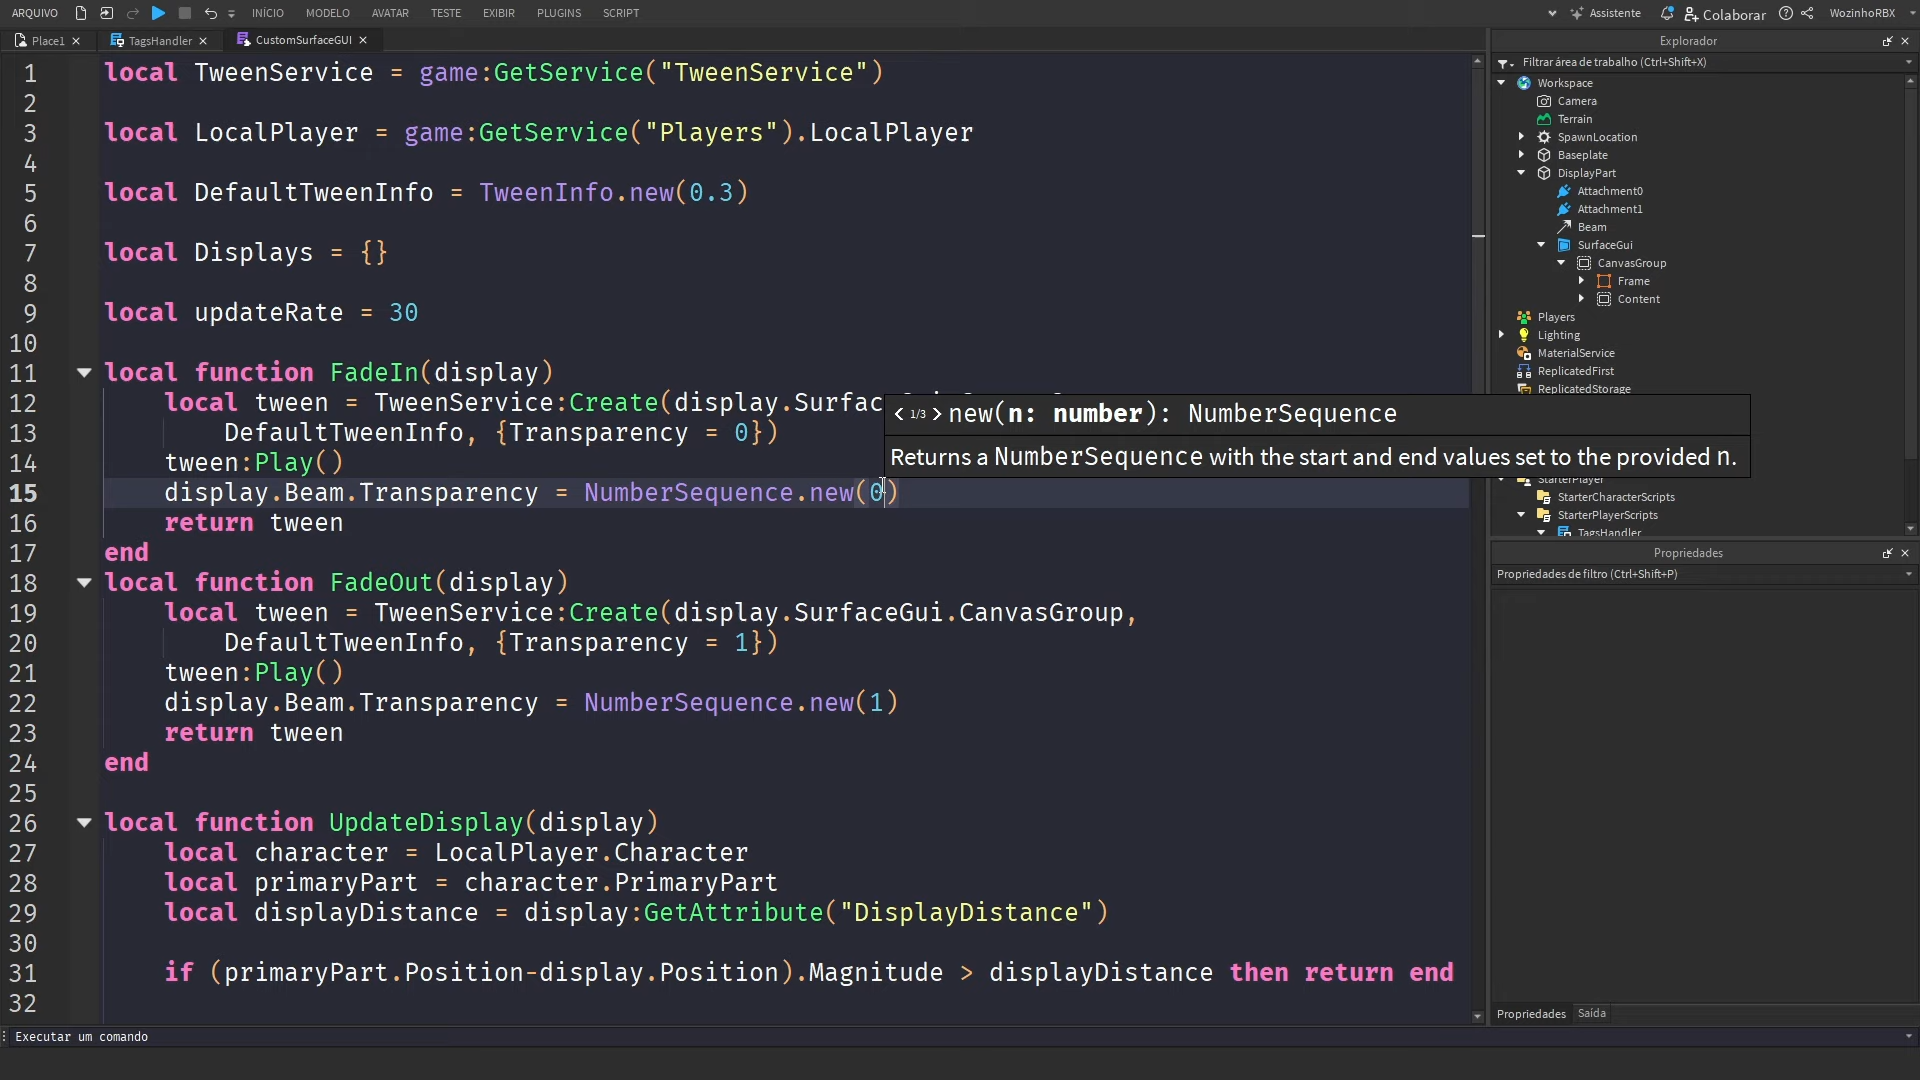 ARQUIVO INÍCIO MODELO AVATAR TESTE EXIBIR PLUGINS SCRIPT Assistente Colaborar WozinhoRBX
Place1 TagsHandler CustomSurfaceGUI
1 local TweenService = game:GetService("TweenService")
2
3 local LocalPlayer = game:GetService("Players").LocalPlayer
4
5 local DefaultTweenInfo = TweenInfo.new(0.3)
6
7 local Displays = {}
8
9 local updateRate = 30
10
11 local function FadeIn(display)
12 local tween = TweenService:Create(display.Surfac
13 DefaultTweenInfo, {Transparency = 0})
14 tween:Play()
15 display.Beam.Transparency = NumberSequence.new(0)
16 return tween
17 end
18 local function FadeOut(display)
19 local tween = TweenService:Create(display.SurfaceGui.CanvasGroup,
20 DefaultTweenInfo, {Transparency = 1})
21 tween:Play()
22 display.Beam.Transparency = NumberSequence.new(1)
23 return tween
24 end
25
26 local function UpdateDisplay(display)
27 local character = LocalPlayer.Character
28 local primaryPart = character.PrimaryPart
29 local displayDistance = display:GetAttribute("DisplayDistance")
30
31 if (primaryPart.Position-display.Position).Magnitude > displayDistance then return end
32
< 1/3 > new(n: number): NumberSequence
Returns a NumberSequence with the start and end values set to the provided n.
Explorador
Filtrar área de trabalho (Ctrl+Shift+X)
Workspace
Camera
Terrain
SpawnLocation
Baseplate
DisplayPart
Attachment0
Attachment1
Beam
SurfaceGui
CanvasGroup
Frame
Content
Players
Lighting
MaterialService
ReplicatedFirst
ReplicatedStorage
StarterPlayer
StarterCharacterScripts
StarterPlayerScripts
TagsHandler
Propriedades
Propriedades de filtro (Ctrl+Shift+P)
Propriedades Saída
Executar um comando